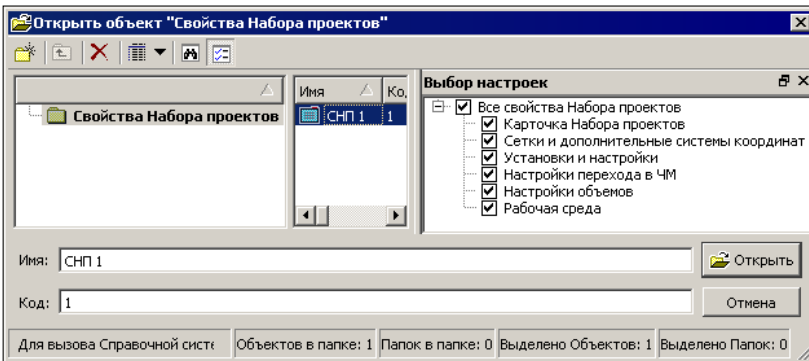 Открыть объект "Свойства Набора проектов"
Имя
Ко
Выбор настроек
Свойства Набора проектов
СНП 1
1
Все свойства Набора проектов
Карточка Набора проектов
Сетки и дополнительные системы координат
Установки и настройки
Настройки перехода в ЧМ
Настройки объемов
Рабочая среда
Имя:
СНП 1
Открыть
Код:
1
Отмена
Для вызова Справочной систе
Объектов в папке: 1
Папок в папке: 0
Выделено Объектов: 1
Выделено Папок: 0